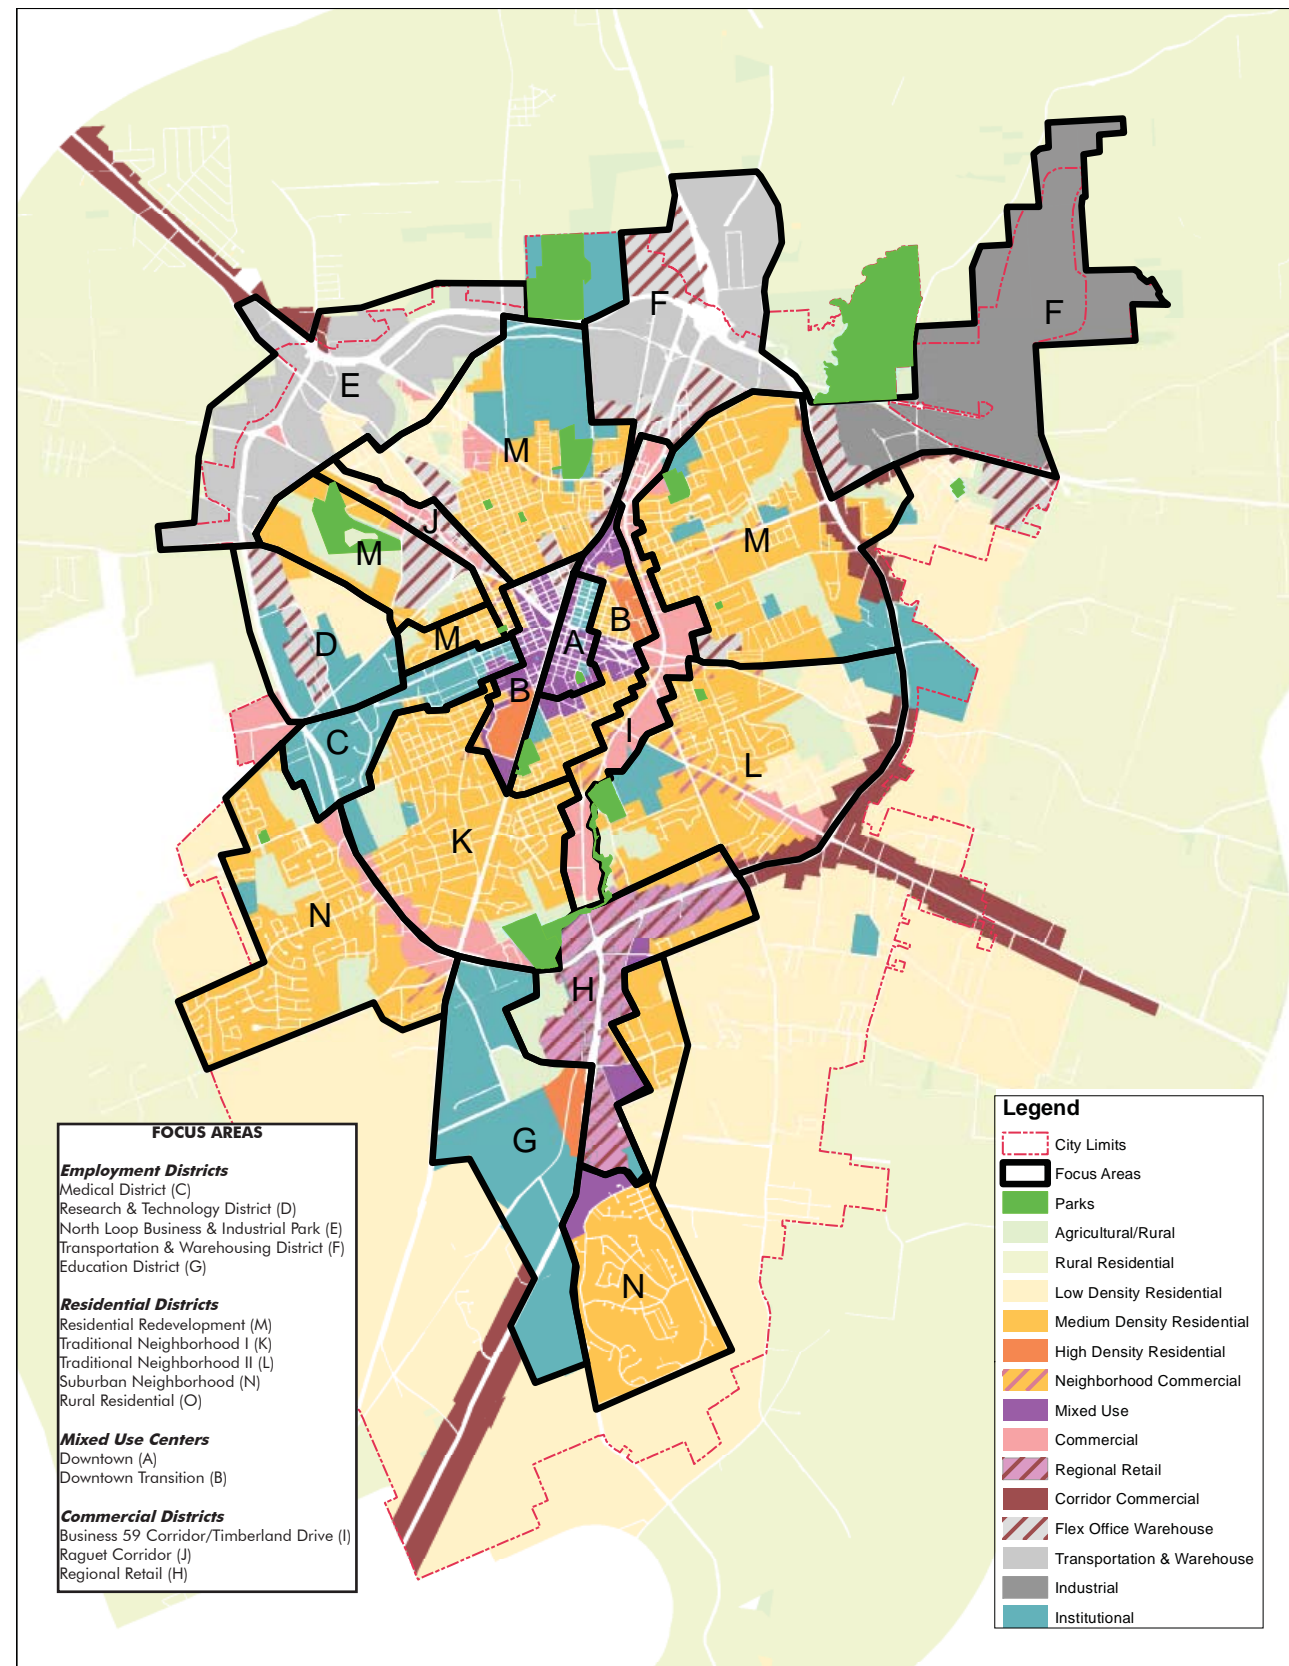 F
F
E
M
J
M
M
B
D
M
A
B
C
I
L
K
N
H
G
N
FOCUS AREAS
Employment Districts
Medical District (C)
Research & Technology District (D)
North Loop Business & Industrial Park (E)
Transportation & Warehousing District (F)
Education District (G)
Residential Districts
Residential Redevelopment (M)
Traditional Neighborhood I (K)
Traditional Neighborhood II (L)
Suburban Neighborhood (N)
Rural Residential (O)
Mixed Use Centers
Downtown (A)
Downtown Transition (B)
Commercial Districts
Business 59 Corridor/Timberland Drive (I)
Raguet Corridor (J)
Regional Retail (H)
Legend
City Limits
Focus Areas
Parks
Agricultural/Rural
Rural Residential
Low Density Residential
Medium Density Residential
High Density Residential
Neighborhood Commercial
Mixed Use
Commercial
Regional Retail
Corridor Commercial
Flex Office Warehouse
Transportation & Warehouse
Industrial
Institutional